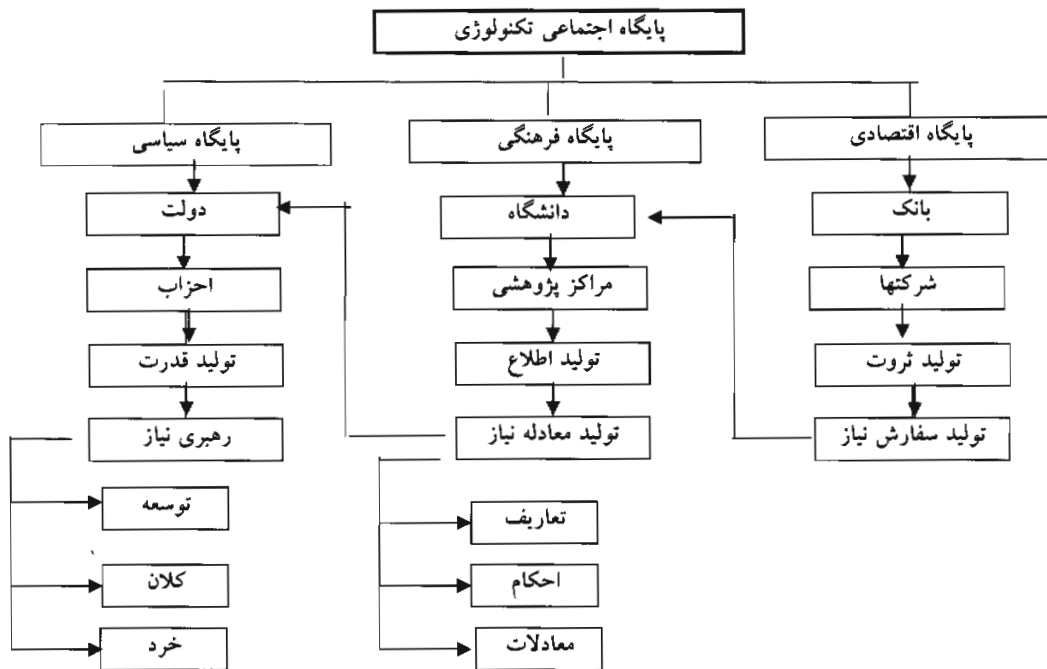 پایگاه اجتماعی تکنولوژی
پایگاه اقتصادی
پایگاه فرهنگی
پایگاه سیاسی
بانک
دانشگاه
دولت
شرکتها
مراکز پژوهشی
احزاب
تولید ثروت
تولید اطلاع
تولید قدرت
تولید سفارش نیاز
تولید معادله نیاز
رهبری نیاز
تعاریف
توسعه
احکام
کلان
معادلات
خرد